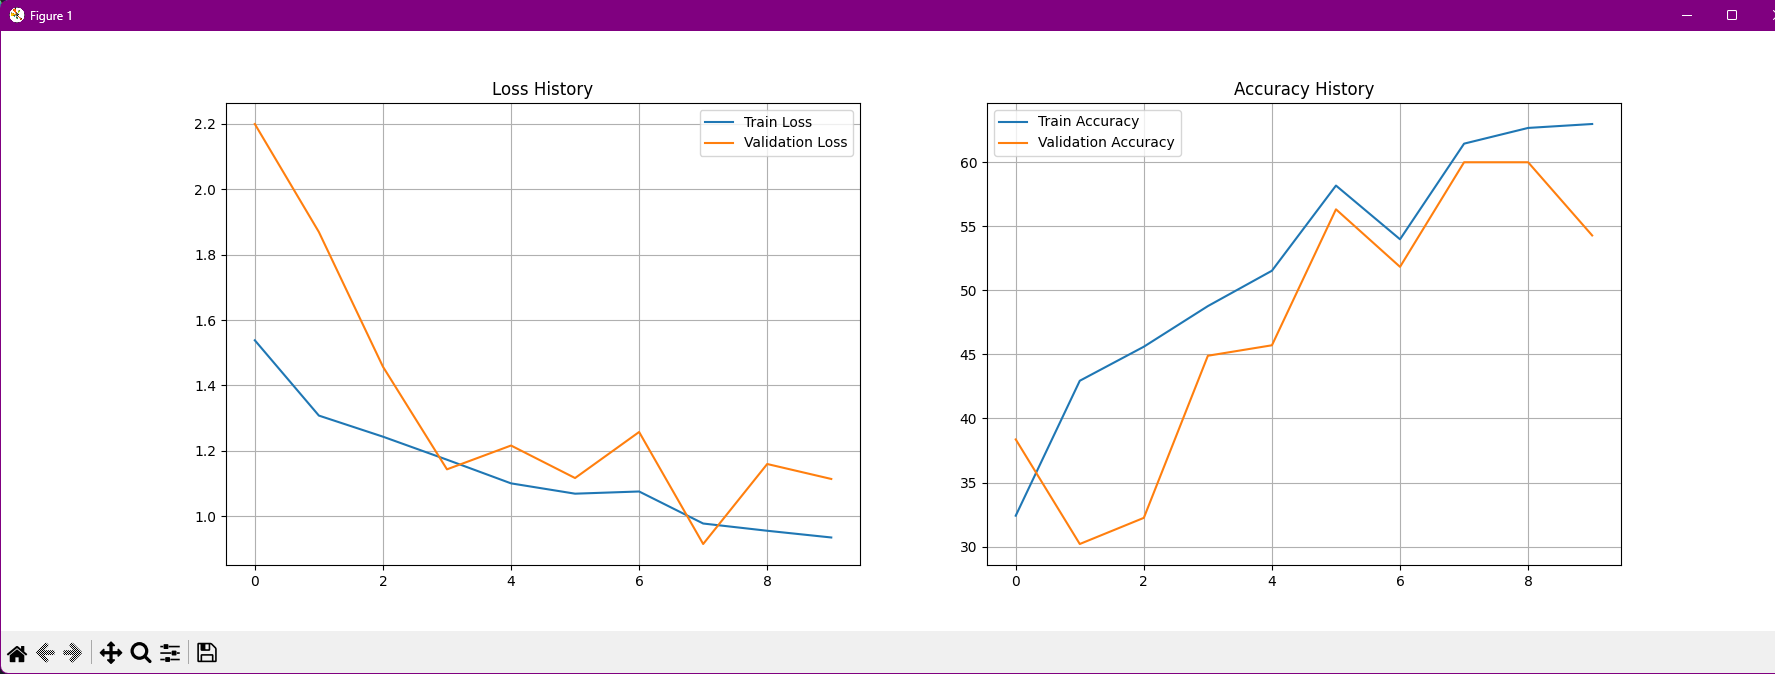 Figure 1
Loss History
Train Loss
Validation Loss
2.2
2.0
1.8
1.6
1.4
1.2
1.0
0 2 4 6 8
Accuracy History
Train Accuracy
Validation Accuracy
60
55
50
45
40
35
30
0 2 4 6 8